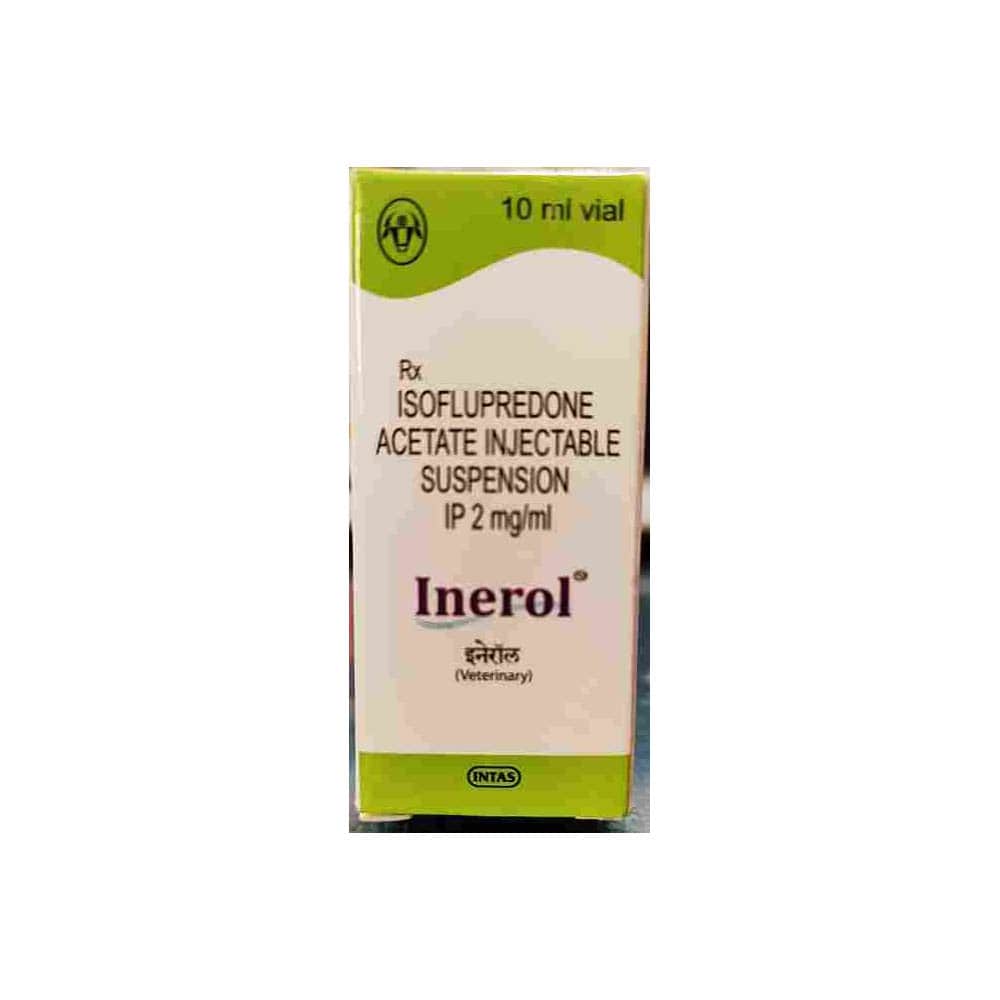 10 ml vial
Rx
ISOFLUPREDONE
ACETATE INJECTABLE
SUSPENSION
IP 2 mg/ml
Inerol®
इनेरॉल
(Veterinary)
INTAS